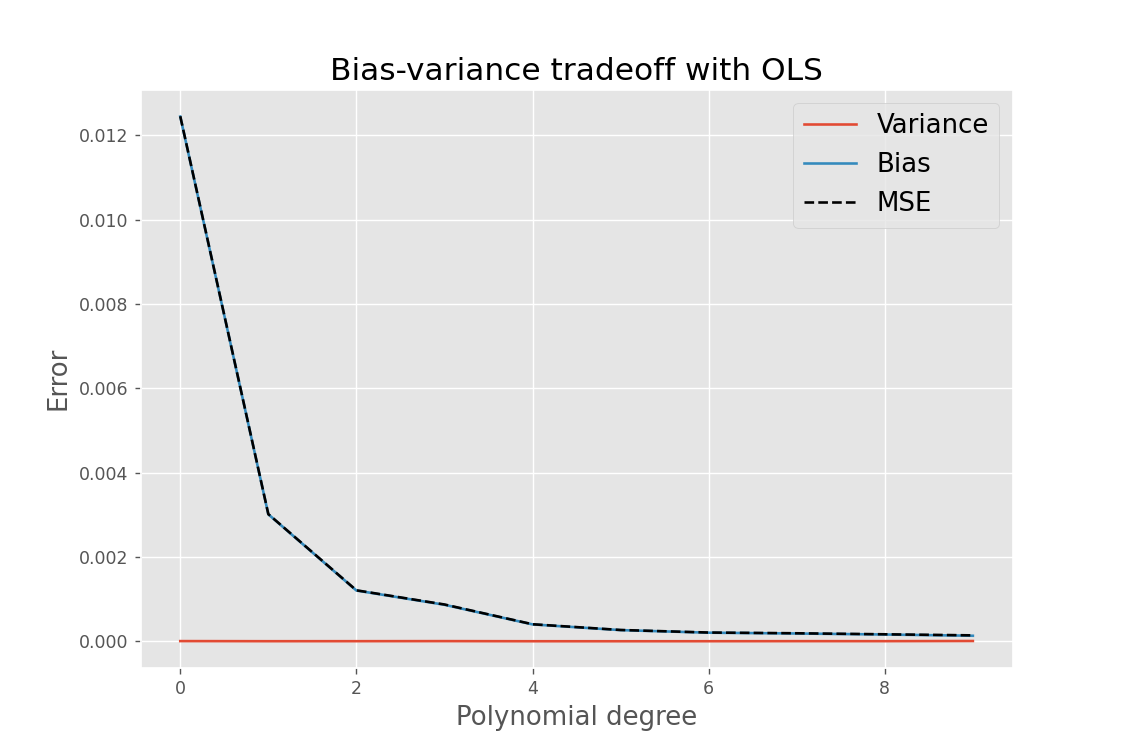 Bias-variance tradeoff with OLS
Variance
Bias
MSE
0.012
0.010
0.008
0.006
0.004
0.002
0.000
Error
0 2 4 6 8
Polynomial degree